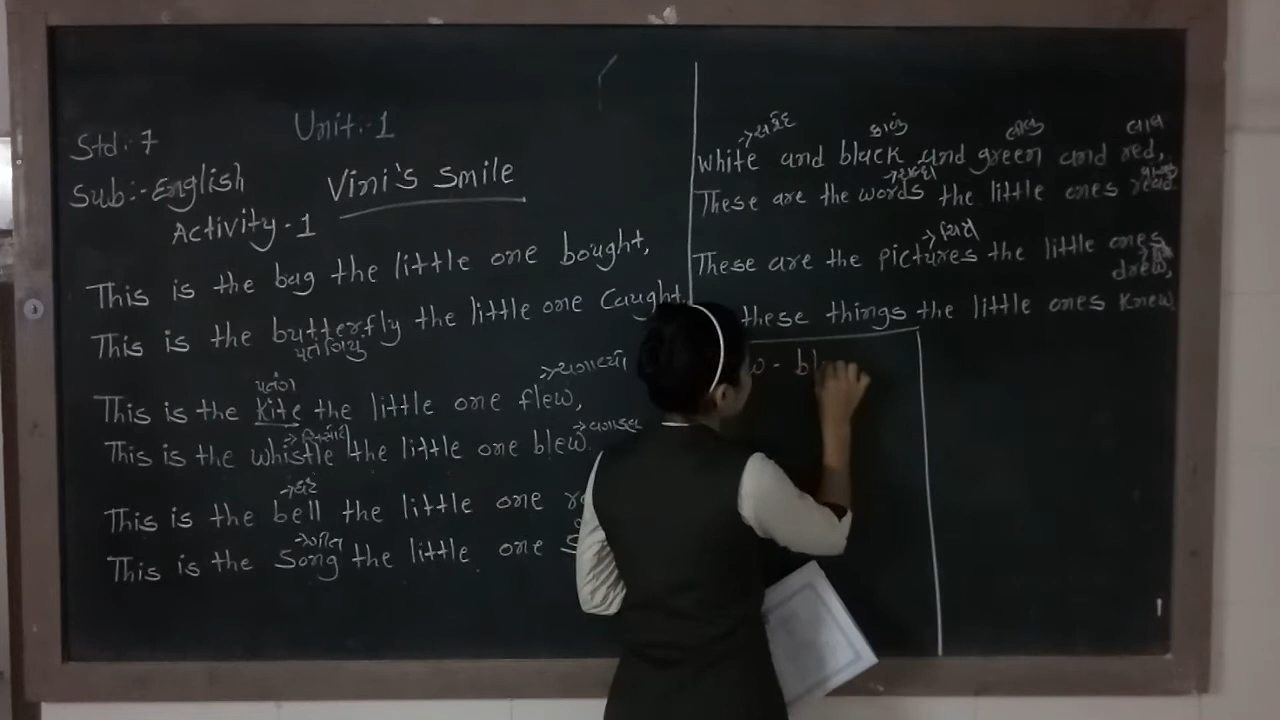 Std:-7
Unit:-1
Sub:-English
Vini's Smile
Activity-1
This is the bag the little one bought,
This is the butterfly the little one Caught
પતંગિયુ
પતંગ
This is the kite the little one flew,
This is the whistle the little one blew.
This is the bell the little one
→ગીત
This is the Song the little one
કાળું લીલું લાલ
white and black and green and red,
→શબ્દો
These are the words the little ones read
→ચિત્રો
These are the pictures the little ones
drew,
these things the little ones knew
w - bl